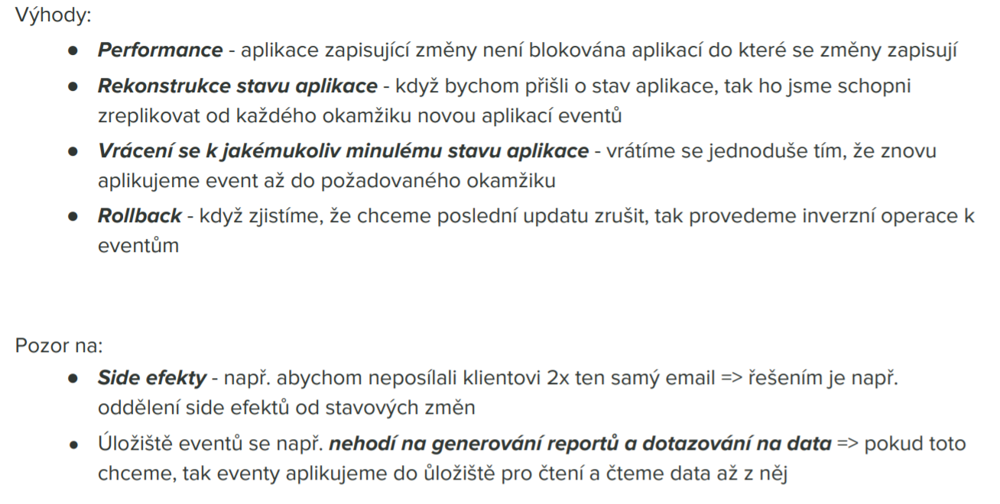 Výhody:
● Performance - aplikace zapisující změny není blokována aplikací do které se změny zapisují
● Rekonstrukce stavu aplikace - když bychom přišli o stav aplikace, tak ho jsme schopni
zreplikovat od každého okamžiku novou aplikací eventů
● Vrácení se k jakémukoliv minulému stavu aplikace - vrátíme se jednoduše tím, že znovu
aplikujeme event až do požadovaného okamžiku
● Rollback - když zjistíme, že chceme poslední updatu zrušit, tak provedeme inverzní operace k
eventům
Pozor na:
● Side efekty - např. abychom neposílali klientovi 2x ten samý email => řešením je např.
oddělení side efektů od stavových změn
● Úložiště eventů se např. nehodí na generování reportů a dotazování na data => pokud toto
chceme, tak eventy aplikujeme do ůložiště pro čtení a čteme data až z něj